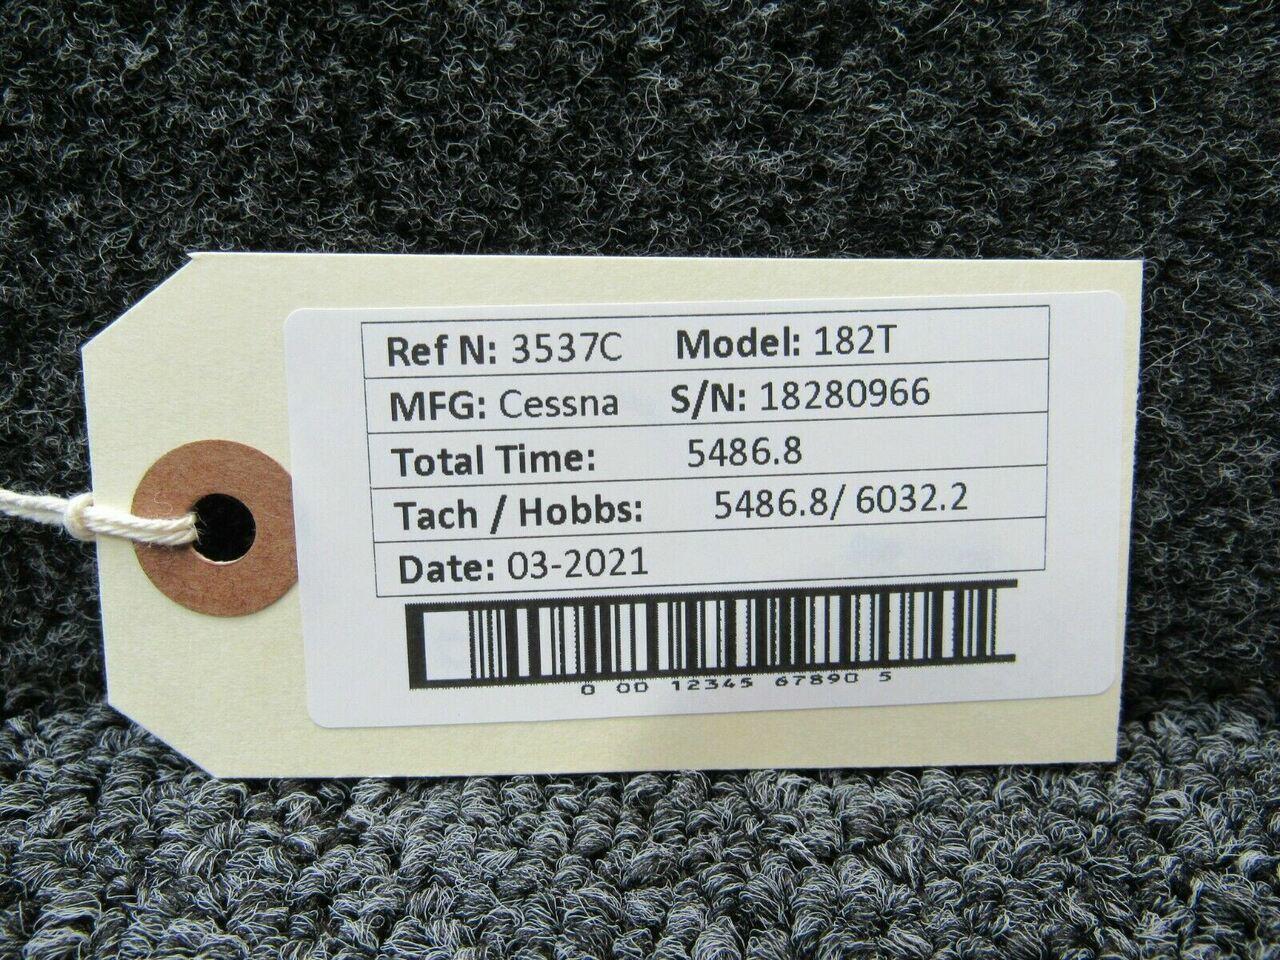 Ref N: 3537C Model: 182T
MFG: Cessna S/N: 18280966
Total Time: 5486.8
Tach / Hobbs: 5486.8/ 6032.2
Date: 03-2021
0 00 12345 67890 5